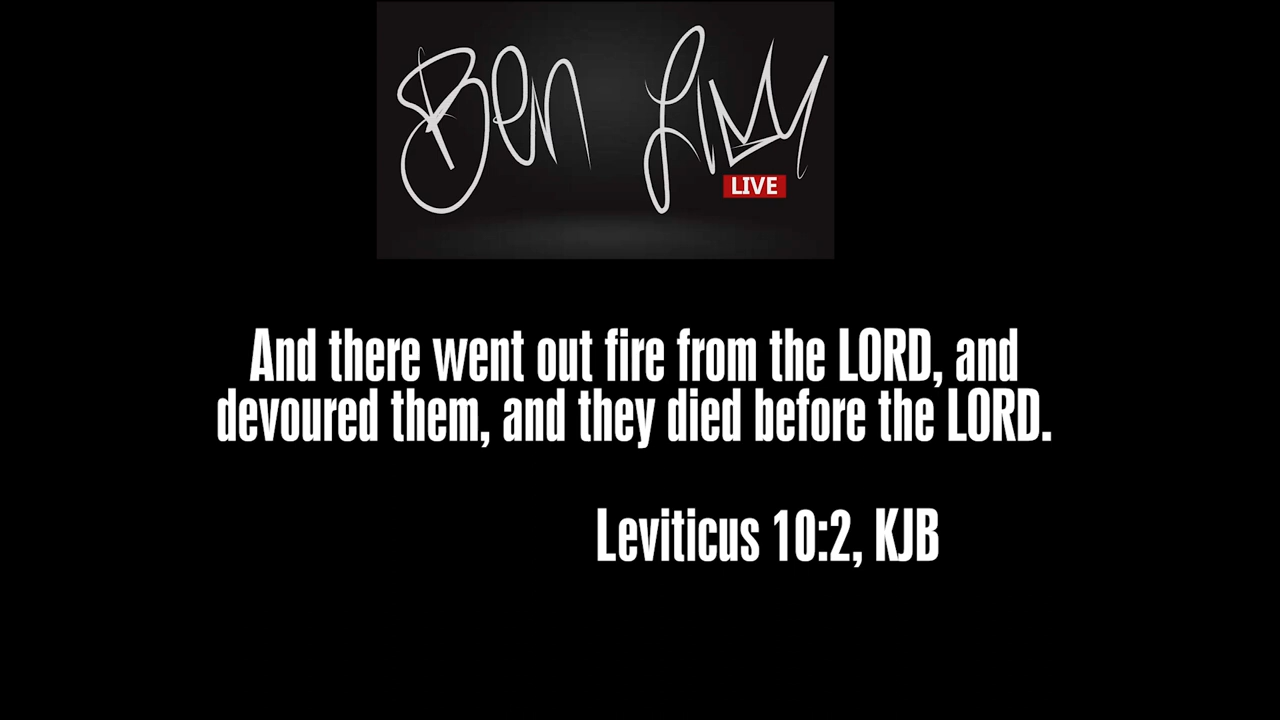 Ben
LIVE
And there went out fire from the LORD, and
devoured them, and they died before the LORD.
Leviticus 10:2, KJB